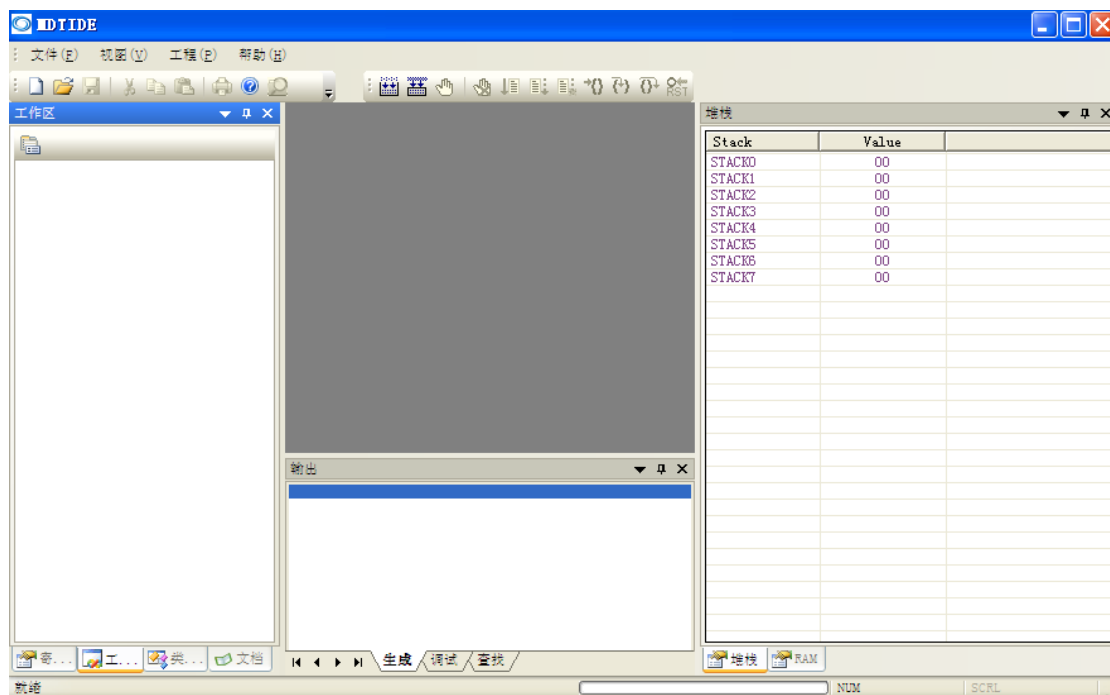 MDTIDE
文件(F) 视图(V) 工程(P) 帮助(H)
RST
工作区
堆栈
Stack Value
STACK0 00
STACK1 00
STACK2 00
STACK3 00
STACK4 00
STACK5 00
STACK6 00
STACK7 00
输出
寄... 工... 类... 文档
生成 调试 查找
堆栈 RAM
就绪 NUM SCRL